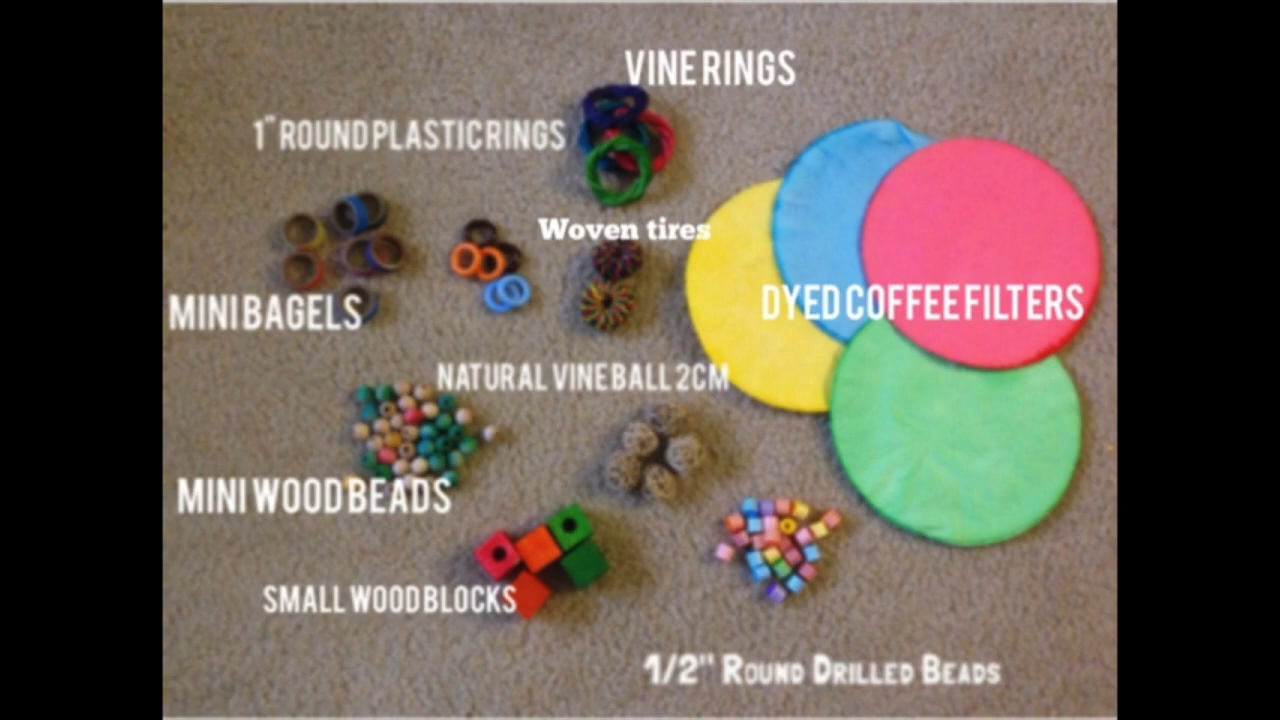 VINE RINGS
1" ROUND PLASTIC RINGS
Woven tires
DYED COFFEE FILTERS
MINI BAGELS
NATURAL VINE BALL 2CM
MINI WOOD BEADS
SMALL WOOD BLOCKS
1/2" ROUND DRILLED BEADS